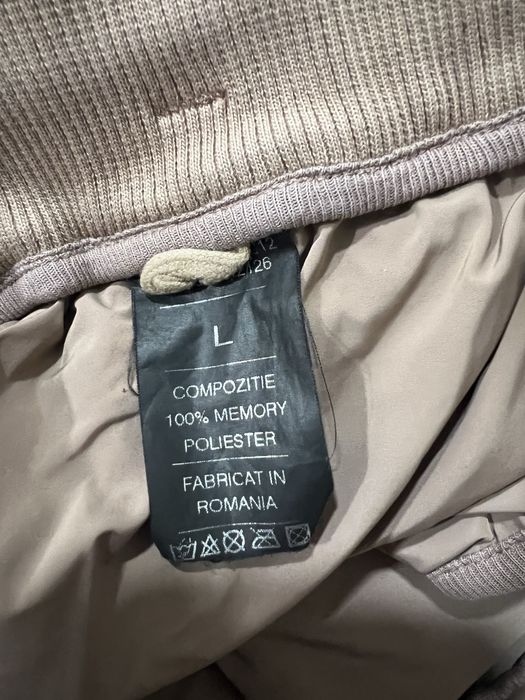 L
COMPOZITIE
100% MEMORY
POLIESTER
FABRICAT IN
ROMANIA